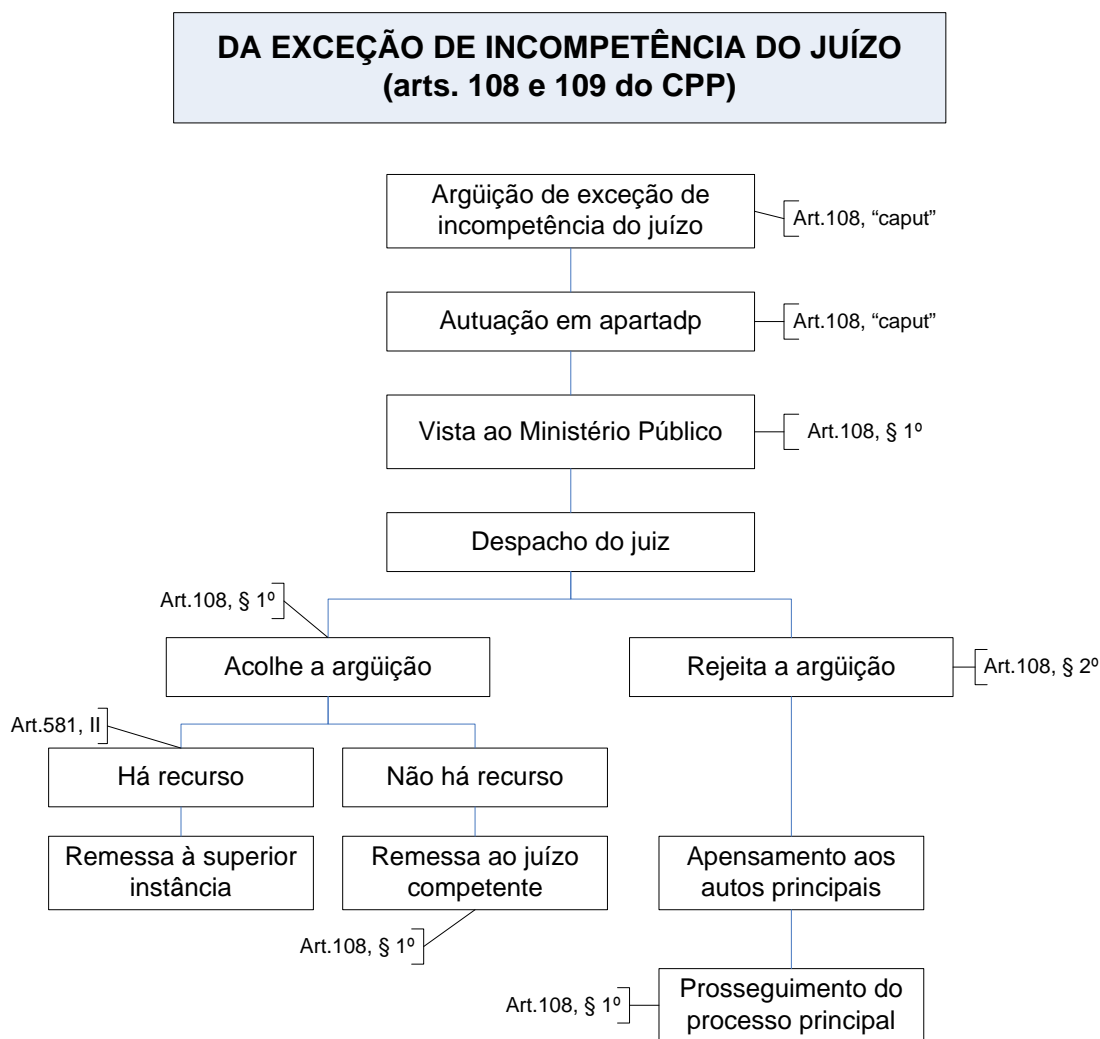 DA EXCEÇÃO DE INCOMPETÊNCIA DO JUÍZO
(arts. 108 e 109 do CPP)
Argüição de exceção de
incompetência do juízo
Art.108, “caput”
Autuação em apartadp
Art.108, “caput”
Vista ao Ministério Público
Art.108, § 1º
Despacho do juiz
Art.108, § 1º
Acolhe a argüição
Rejeita a argüição
Art.108, § 2º
Art.581, II
Há recurso
Não há recurso
Remessa à superior
instância
Remessa ao juízo
competente
Apensamento aos
autos principais
Art.108, § 1º
Art.108, § 1º
Prosseguimento do
processo principal